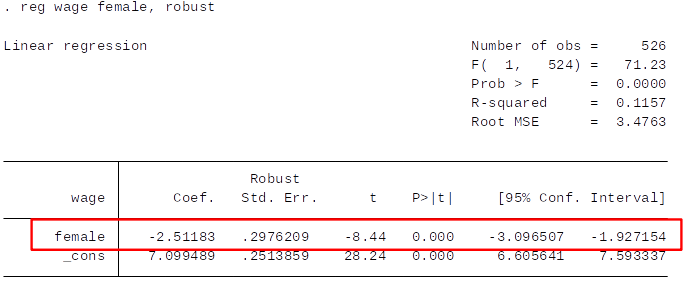 . reg wage female, robust
Linear regression Number of obs = 526
F( 1, 524) = 71.23
Prob > F = 0.0000
R-squared = 0.1157
Root MSE = 3.4763
Robust
wage Coef. Std. Err. t P>|t| [95% Conf. Interval]
female -2.51183 .2976209 -8.44 0.000 -3.096507 -1.927154
_cons 7.099489 .2513859 28.24 0.000 6.605641 7.593337